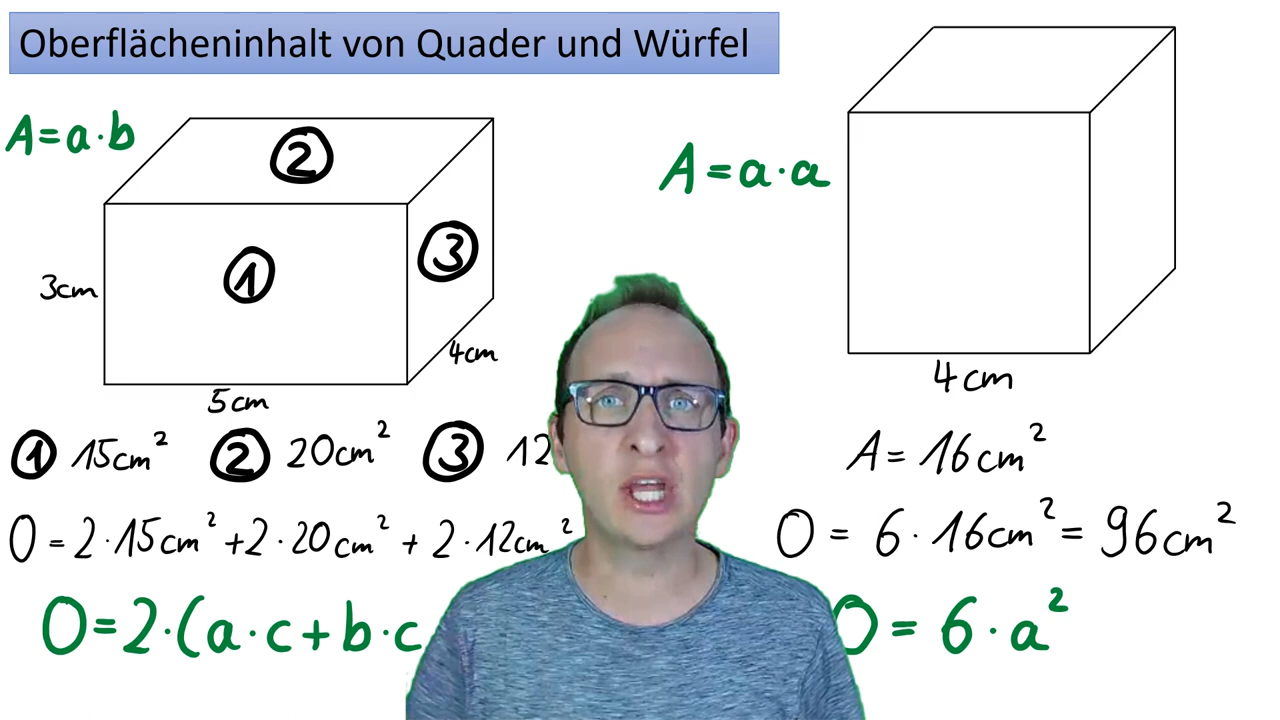 Oberflächeninhalt von Quader und Würfel
A=a·b
②
①
③
3cm
4cm
5cm
① 15cm² ② 20cm² ③ 12
O = 2·15cm² + 2·20cm² + 2·12cm²
O=2·(a·c+b·c
A=a·a
4cm
A= 16cm²
O = 6·16cm² = 96cm²
O = 6·a²